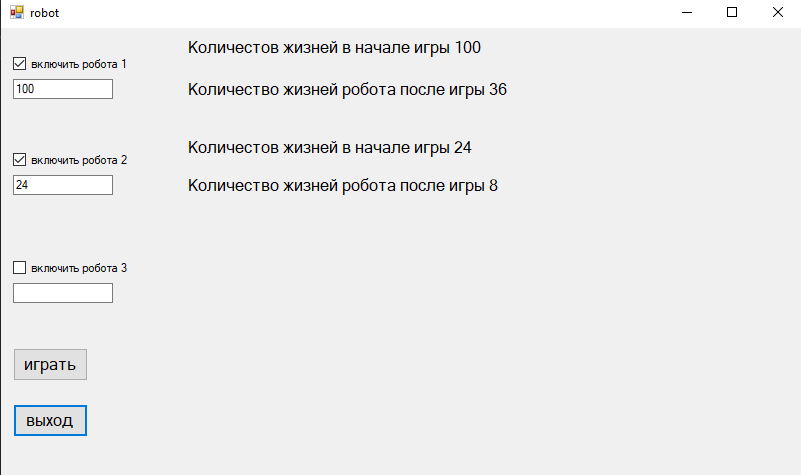 robot
включить робота 1
100
Количестов жизней в начале игры 100
Количество жизней робота после игры 36
включить робота 2
24
Количестов жизней в начале игры 24
Количество жизней робота после игры 8
включить робота 3
играть
выход